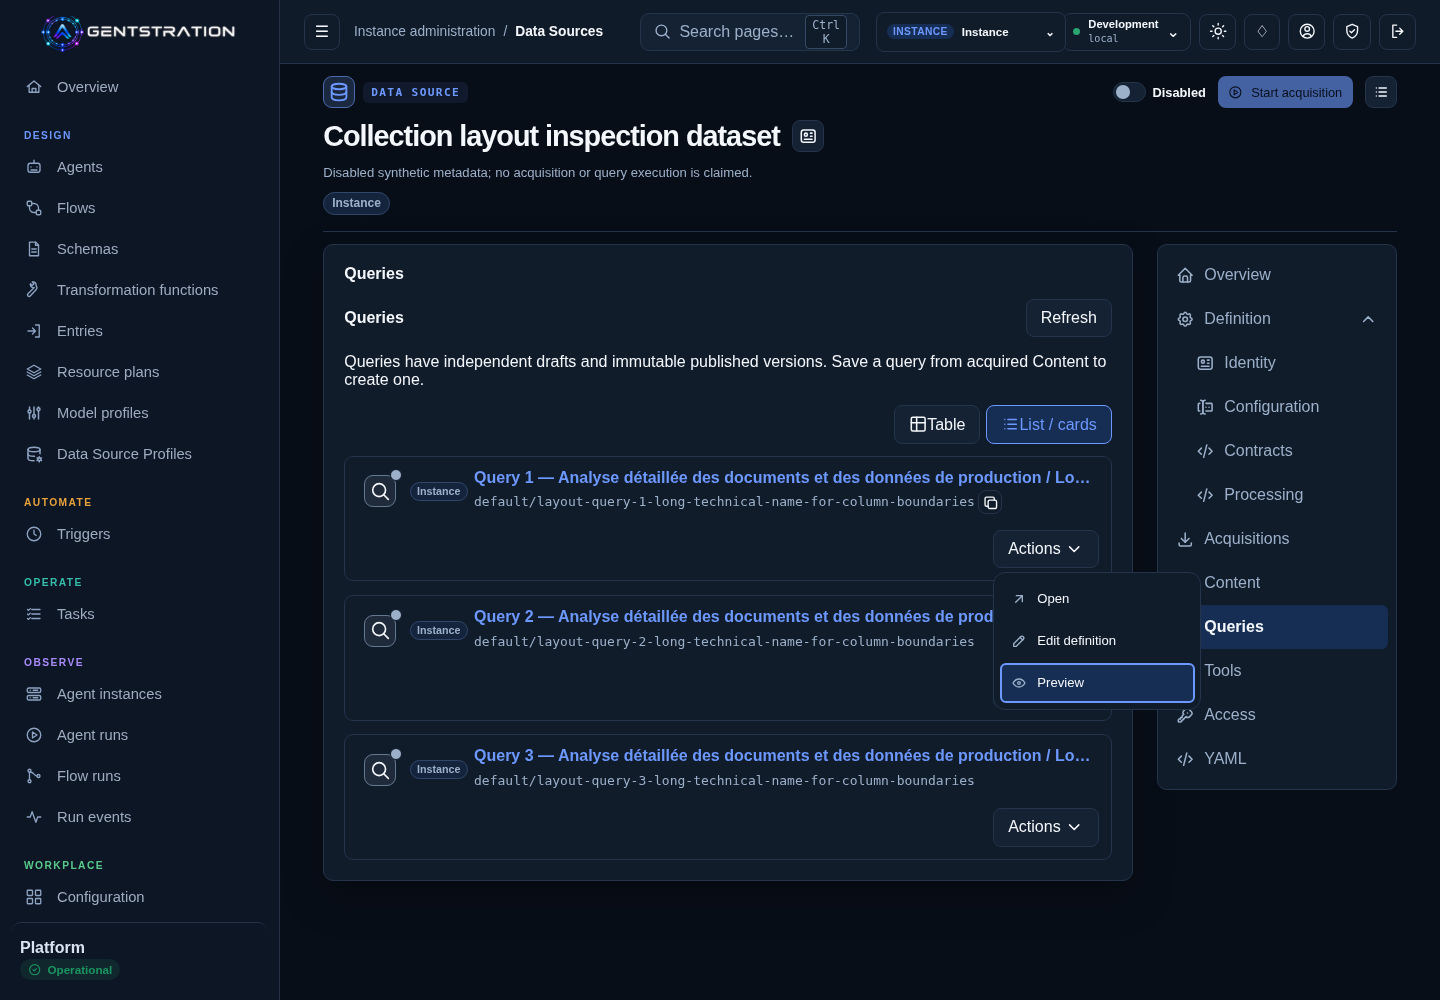 GENTSTRATION
Overview
DESIGN
Agents
Flows
Schemas
Transformation functions
Entries
Resource plans
Model profiles
Data Source Profiles
AUTOMATE
Triggers
OPERATE
Tasks
OBSERVE
Agent instances
Agent runs
Flow runs
Run events
WORKPLACE
Configuration
Platform
Operational
Instance administration / Data Sources
Search pages…
Ctrl
K
INSTANCE Instance
Development
local
DATA SOURCE
Disabled
Start acquisition
Collection layout inspection dataset
Disabled synthetic metadata; no acquisition or query execution is claimed.
Instance
Queries
Queries
Refresh
Queries have independent drafts and immutable published versions. Save a query from acquired Content to
create one.
Table
List / cards
Instance
Query 1 — Analyse détaillée des documents et des données de production / Lo…
default/layout-query-1-long-technical-name-for-column-boundaries
Actions
Instance
Query 2 — Analyse détaillée des documents et des données de prod
default/layout-query-2-long-technical-name-for-column-boundaries
Open
Edit definition
Preview
Instance
Query 3 — Analyse détaillée des documents et des données de production / Lo…
default/layout-query-3-long-technical-name-for-column-boundaries
Actions
Overview
Definition
Identity
Configuration
Contracts
Processing
Acquisitions
Content
Queries
Tools
Access
YAML